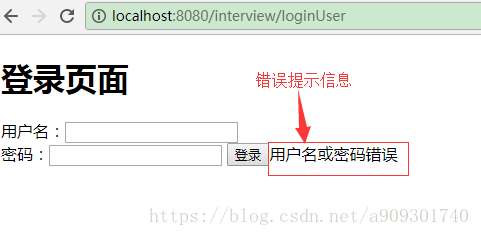 localhost:8080/interview/loginUser
登录页面
错误提示信息
用户名：
密码： 登录 用户名或密码错误
https://blog.csdn.net/a909301740